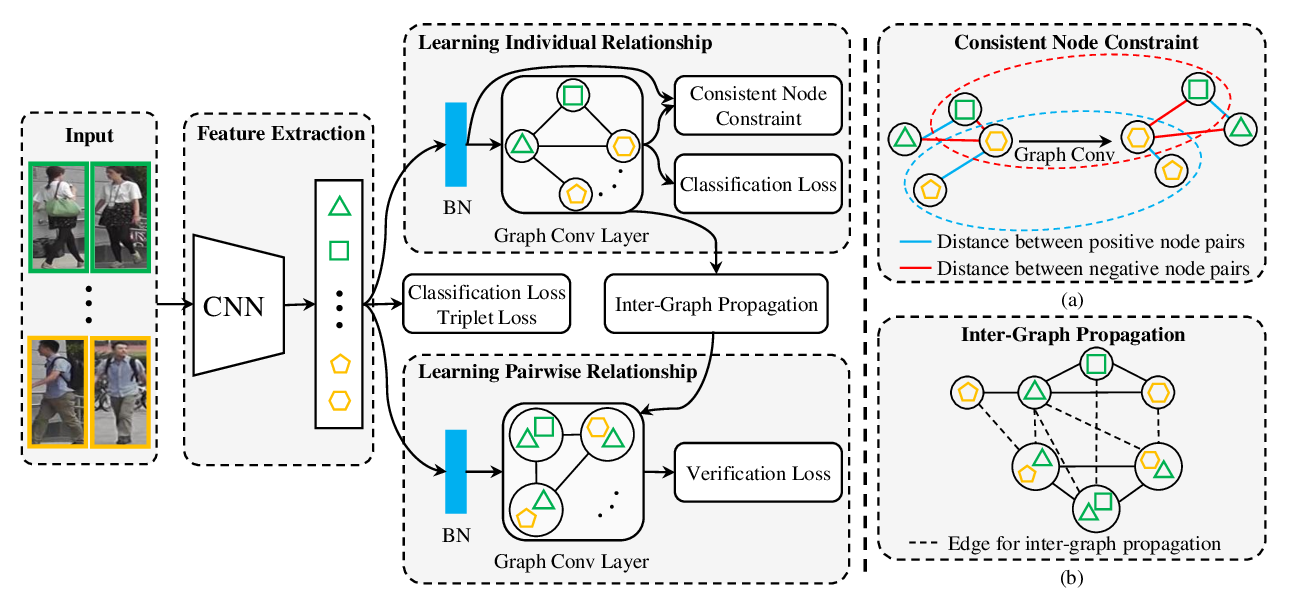 Input
Feature Extraction
CNN
Learning Individual Relationship
BN
Graph Conv Layer
Consistent Node
Constraint
Classification Loss
Classification Loss
Triplet Loss
Inter-Graph Propagation
Learning Pairwise Relationship
BN
Graph Conv Layer
Verification Loss
Consistent Node Constraint
Graph Conv
Distance between positive node pairs
Distance between negative node pairs
(a)
Inter-Graph Propagation
Edge for inter-graph propagation
(b)